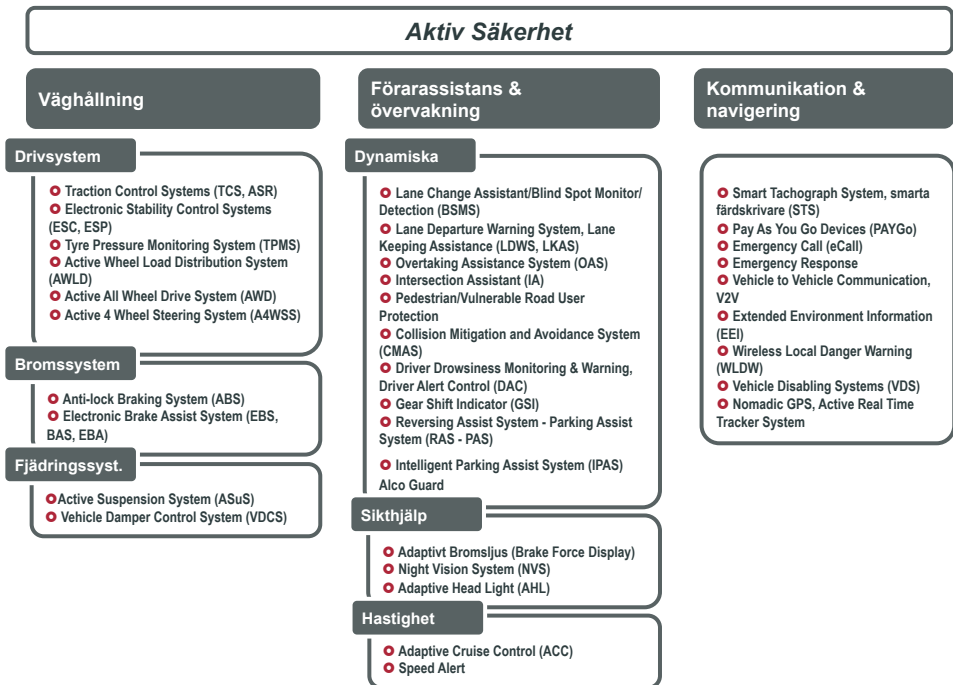 Aktiv Säkerhet
Väghållning
Drivsystem
Traction Control Systems (TCS, ASR)
Electronic Stability Control Systems
(ESC, ESP)
Tyre Pressure Monitoring System (TPMS)
Active Wheel Load Distribution System
(AWLD)
Active All Wheel Drive System (AWD)
Active 4 Wheel Steering System (A4WSS)
Bromssystem
Anti-lock Braking System (ABS)
Electronic Brake Assist System (EBS,
BAS, EBA)
Fjädringssyst.
Active Suspension System (ASuS)
Vehicle Damper Control System (VDCS)
Förarassistans &
övervakning
Dynamiska
Lane Change Assistant/Blind Spot Monitor/
Detection (BSMS)
Lane Departure Warning System, Lane
Keeping Assistance (LDWS, LKAS)
Overtaking Assistance System (OAS)
Intersection Assistant (IA)
Pedestrian/Vulnerable Road User
Protection
Collision Mitigation and Avoidance System
(CMAS)
Driver Drowsiness Monitoring & Warning,
Driver Alert Control (DAC)
Gear Shift Indicator (GSI)
Reversing Assist System - Parking Assist
System (RAS - PAS)
Intelligent Parking Assist System (IPAS)
Alco Guard
Sikthjälp
Adaptivt Bromsljus (Brake Force Display)
Night Vision System (NVS)
Adaptive Head Light (AHL)
Hastighet
Adaptive Cruise Control (ACC)
Speed Alert
Kommunikation &
navigering
Smart Tachograph System, smarta
färdskrivare (STS)
Pay As You Go Devices (PAYGo)
Emergency Call (eCall)
Emergency Response
Vehicle to Vehicle Communication,
V2V
Extended Environment Information
(EEI)
Wireless Local Danger Warning
(WLDW)
Vehicle Disabling Systems (VDS)
Nomadic GPS, Active Real Time
Tracker System